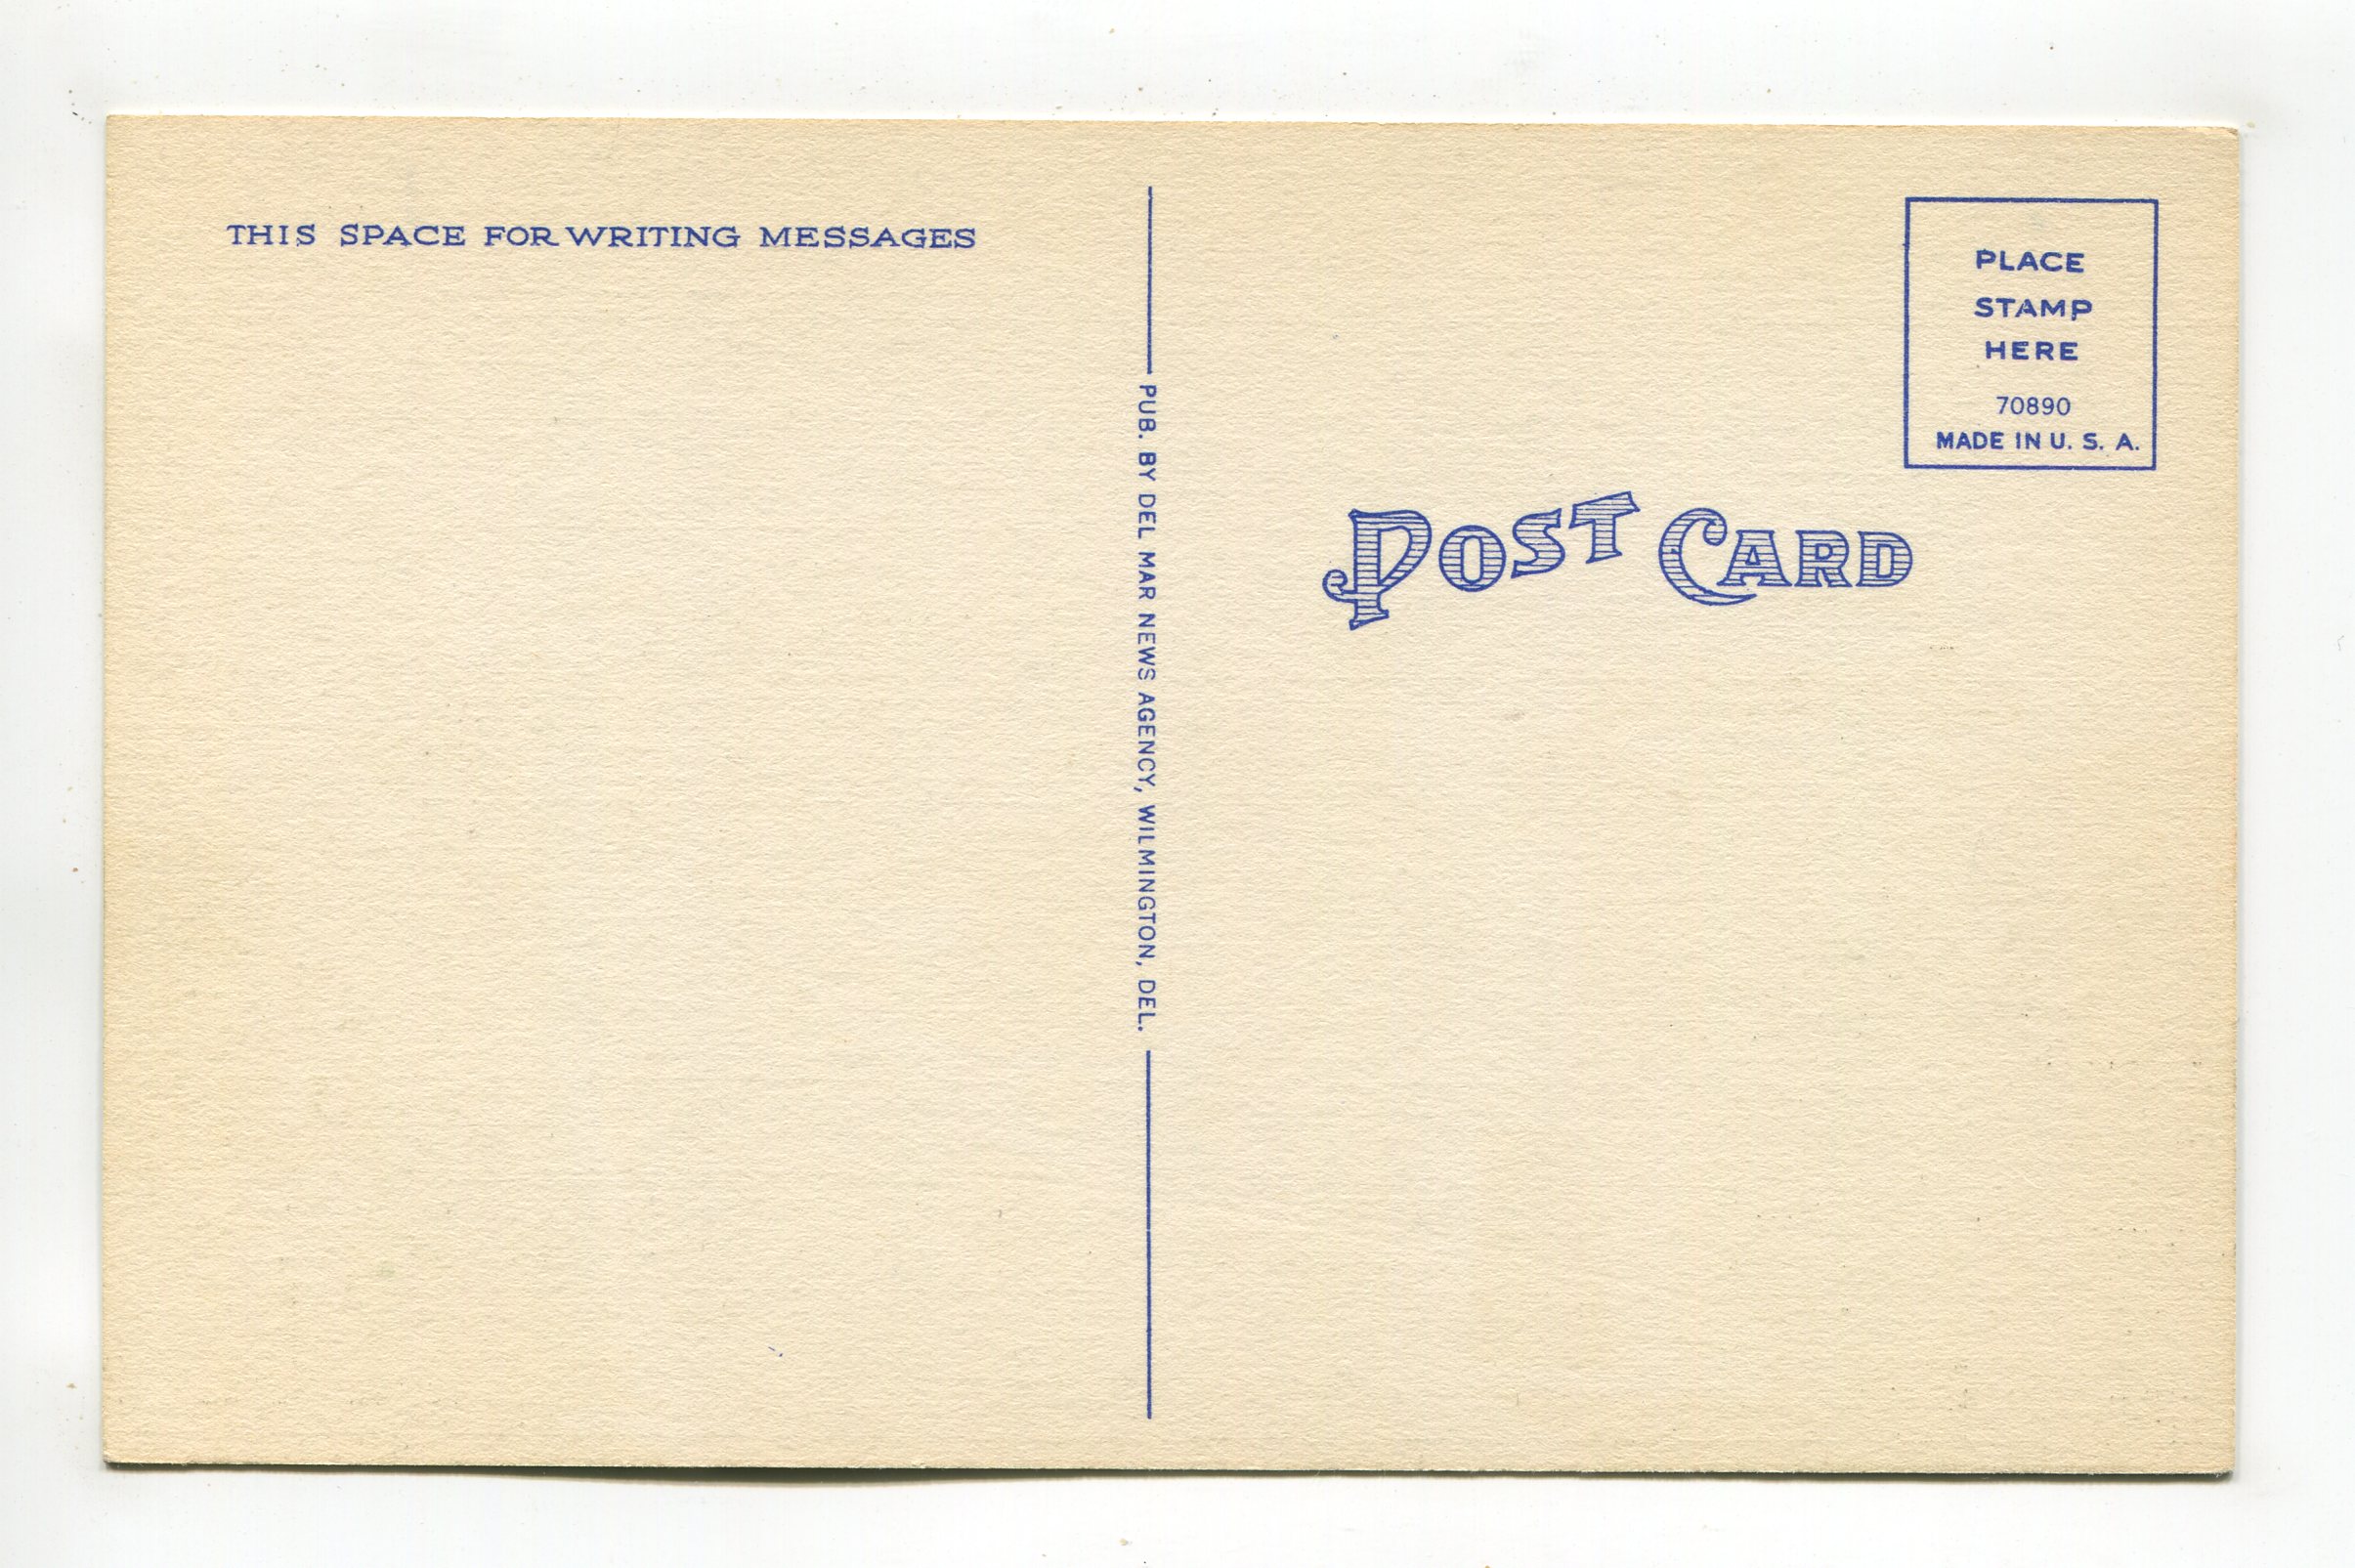 THIS SPACE FOR WRITING MESSAGES
PUB. BY DEL MAR NEWS AGENCY, WILMINGTON, DEL.
PLACE
STAMP
HERE
70890
MADE IN U. S. A.
POST CARD